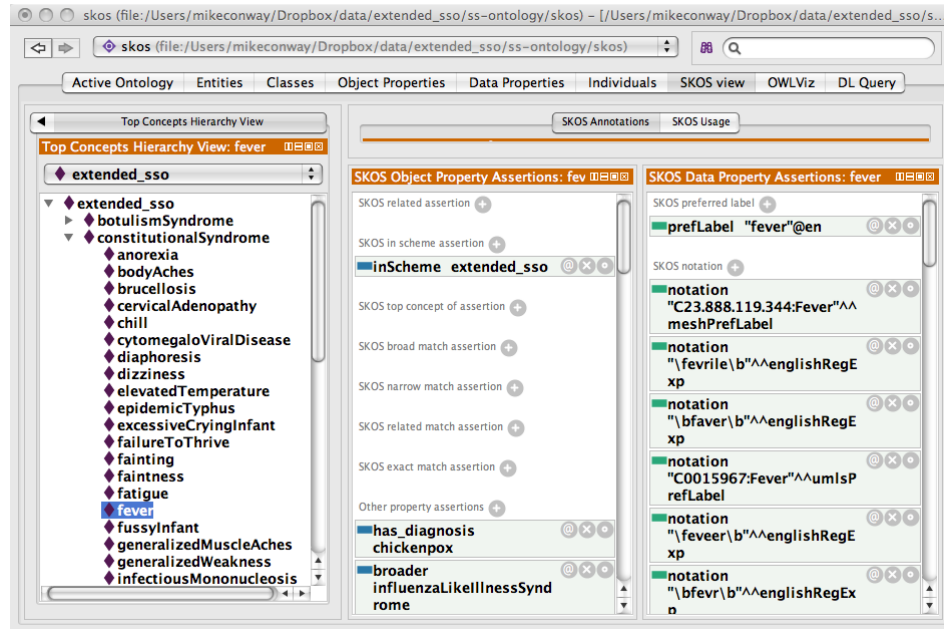 skos (file:/Users/mikeconway/Dropbox/data/extended_sso/ss-ontology/skos) – [/Users/mikeconway/Dropbox/data/extended_sso/s...
skos (file:/Users/mikeconway/Dropbox/data/extended_sso/ss-ontology/skos)
Active Ontology Entities Classes Object Properties Data Properties Individuals SKOS view OWLViz DL Query
Top Concepts Hierarchy View
Top Concepts Hierarchy View: fever
extended_sso
extended_sso
botulismSyndrome
constitutionalSyndrome
anorexia
bodyAches
brucellosis
cervicalAdenopathy
chill
cytomegaloViralDisease
diaphoresis
dizziness
elevatedTemperature
epidemicTyphus
excessiveCryingInfant
failureToThrive
fainting
faintness
fatigue
fever
fussyInfant
generalizedMuscleAches
generalizedWeakness
infectiousMononucleosis
SKOS Annotations SKOS Usage
SKOS Object Property Assertions: fev
SKOS related assertion
SKOS in scheme assertion
inScheme extended_sso
SKOS top concept of assertion
SKOS broad match assertion
SKOS narrow match assertion
SKOS related match assertion
SKOS exact match assertion
Other property assertions
has_diagnosis
chickenpox
broader
influenzaLikeIllnessSynd
rome
SKOS Data Property Assertions: fever
SKOS preferred label
prefLabel "fever"@en
SKOS notation
notation
"C23.888.119.344:Fever"^^
meshPrefLabel
notation
"\fevrile\b"^^englishRegE
xp
notation
"\bfaver\b"^^englishRegE
xp
notation
"C0015967:Fever"^^umlsP
refLabel
notation
"\feveer\b"^^englishRegE
xp
notation
"\bfevr\b"^^englishRegEx
p